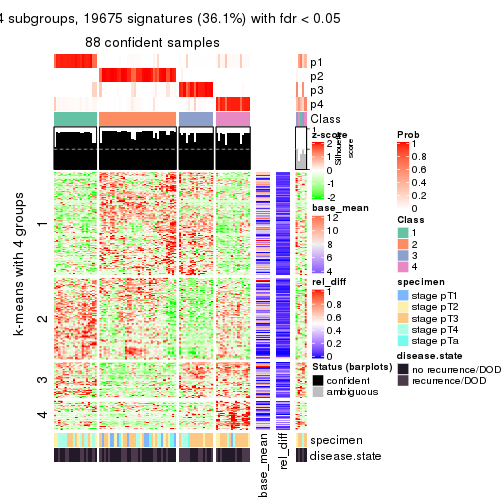 4 subgroups, 19675 signatures (36.1%) with fdr < 0.05
88 confident samples
p1
p2
p3
p4
Class
1
Silhouette
score
k-means with 4 groups
1
2
3
4
base_mean
rel_diff
specimen
disease.state
z-score
2
1
0
-1
-2
base_mean
12
10
8
6
4
rel_diff
1
0.8
0.6
0.4
0.2
0
Status (barplots)
confident
ambiguous
Prob
1
0.8
0.6
0.4
0.2
0
Class
1
2
3
4
specimen
stage pT1
stage pT2
stage pT3
stage pT4
stage pTa
disease.state
no recurrence/DOD
recurrence/DOD